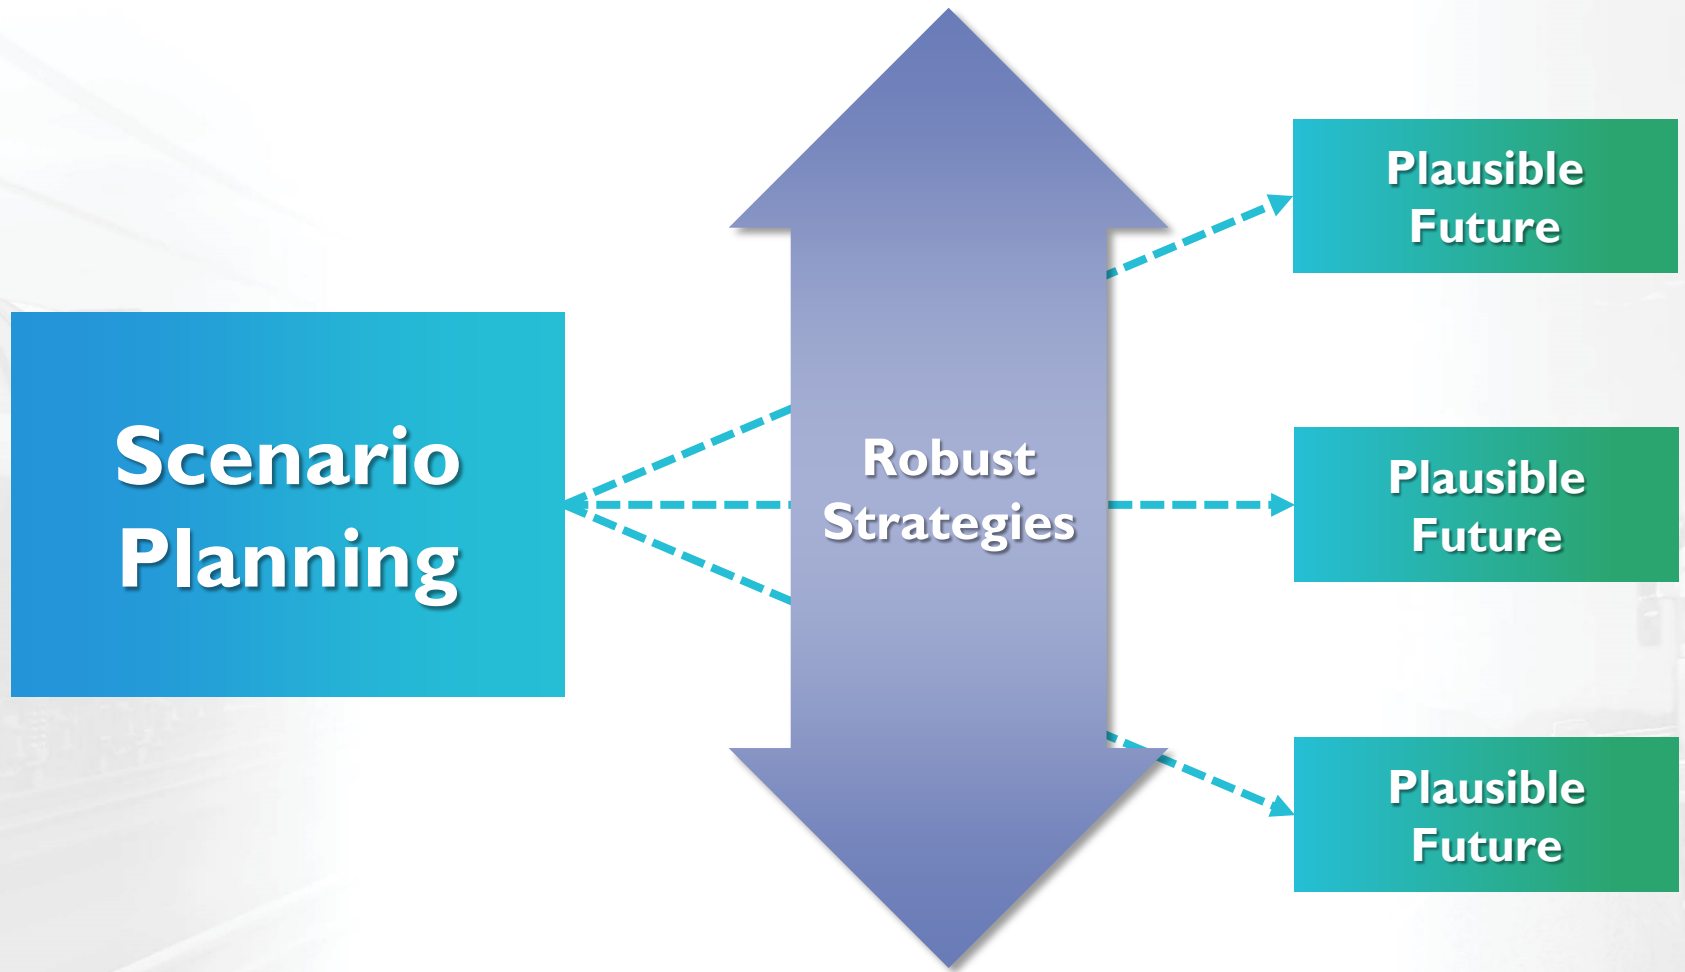 Scenario
Planning
Robust
Strategies
Plausible
Future
Plausible
Future
Plausible
Future